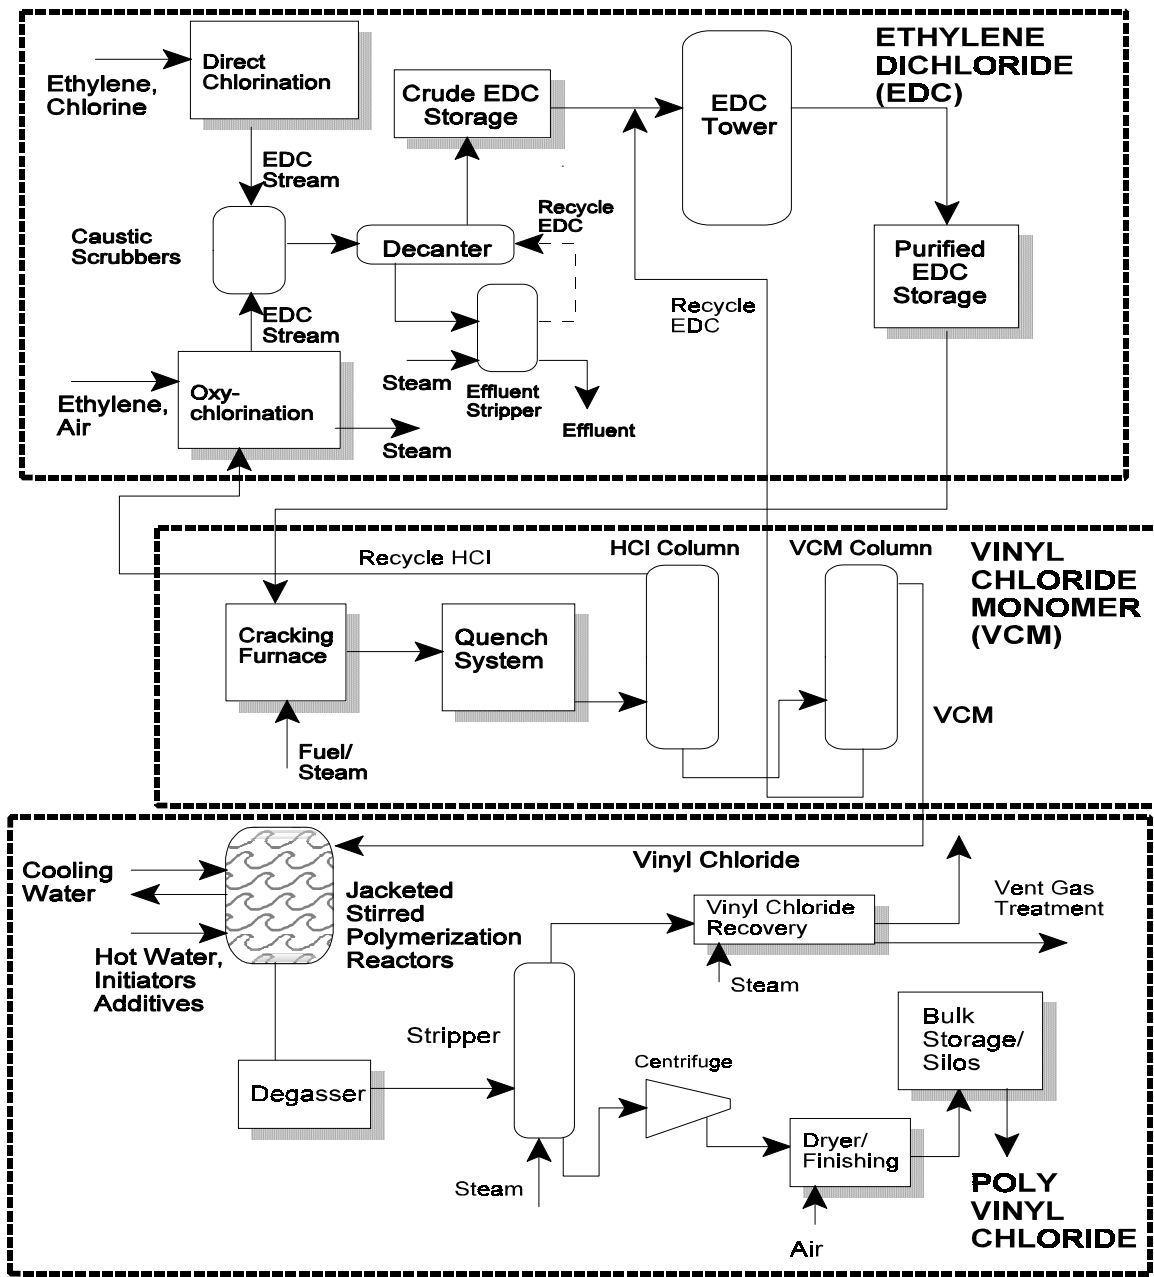 ETHYLENE
DICHLORIDE
(EDC)
Direct
Chlorination
Ethylene,
Chlorine
Crude EDC
Storage
EDC
Tower
EDC
Stream
Caustic
Scrubbers
Decanter
Recycle
EDC
Purified
EDC
Storage
EDC
Stream
Recycle
EDC
Oxy-
chlorination
Ethylene,
Air
Steam
Effluent
Stripper
Steam
Effluent
Recycle HCl
HCl Column
VCM Column
VINYL
CHLORIDE
MONOMER
(VCM)
Cracking
Furnace
Quench
System
VCM
Fuel/
Steam
Vinyl Chloride
Cooling
Water
Jacketed
Stirred
Polymerization
Reactors
Hot Water,
Initiators
Additives
Vinyl Chloride
Recovery
Vent Gas
Treatment
Steam
Stripper
Bulk
Storage/
Silos
Centrifuge
Degasser
Dryer/
Finishing
Steam
Air
POLY
VINYL
CHLORIDE